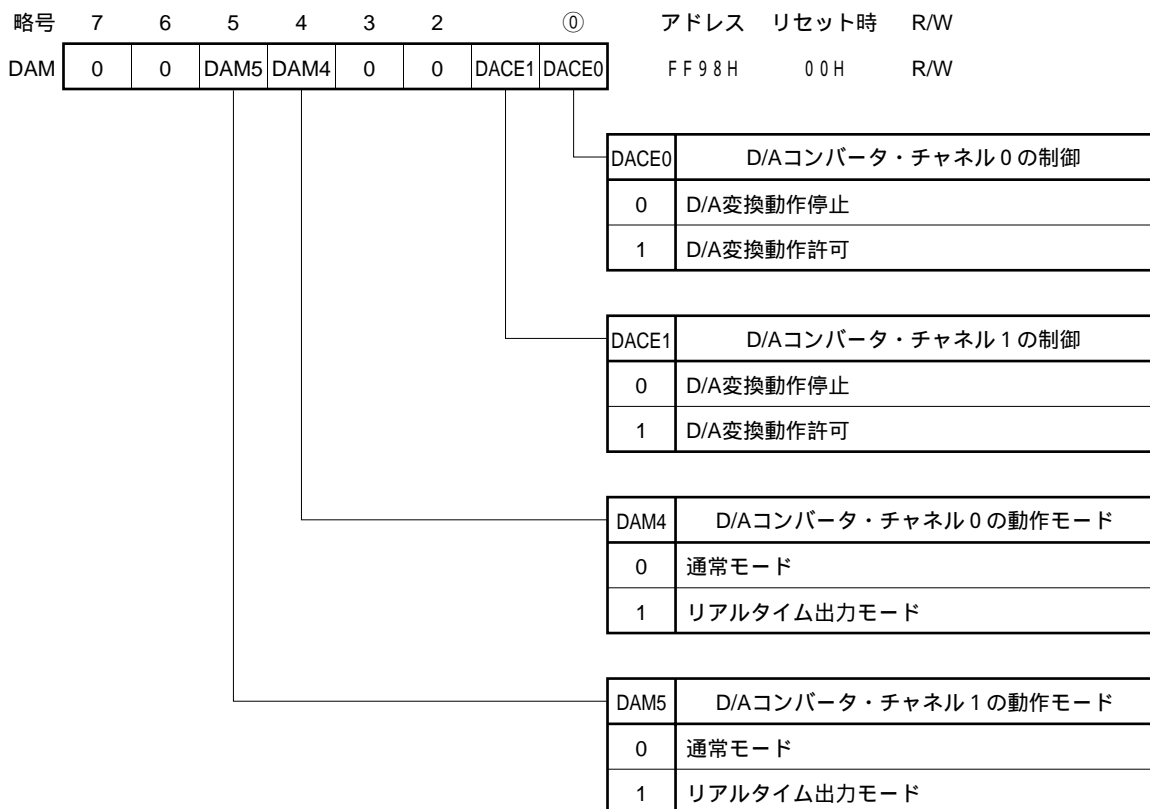 略号 7 6 5 4 3 2 ⓪ アドレス リセット時 R/W
DAM 0 0 DAM5 DAM4 0 0 DACE1 DACE0 FF98H 00H R/W
DACE0 D/Aコンバータ・チャネル0の制御
0 D/A変換動作停止
1 D/A変換動作許可
DACE1 D/Aコンバータ・チャネル1の制御
0 D/A変換動作停止
1 D/A変換動作許可
DAM4 D/Aコンバータ・チャネル0の動作モード
0 通常モード
1 リアルタイム出力モード
DAM5 D/Aコンバータ・チャネル1の動作モード
0 通常モード
1 リアルタイム出力モード